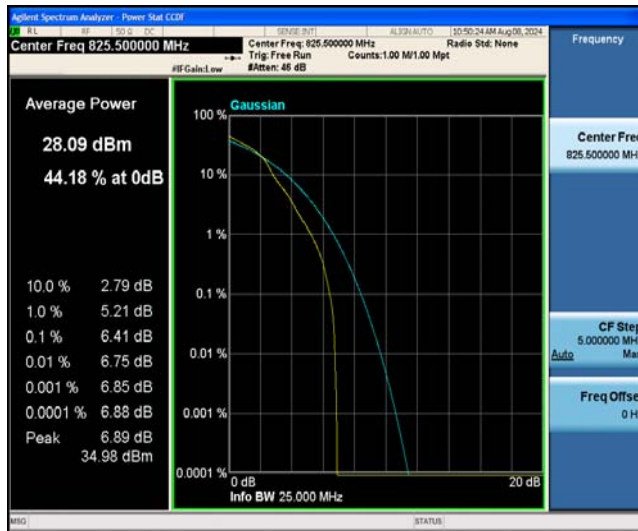 Agilent Spectrum Analyzer - Power Stat CCDF
RL RF 50 Ω DC SENSE:INT ALIGN AUTO 10:50:24 AM Aug 08, 2024
Center Freq 825.500000 MHz
Center Freq: 825.500000 MHz Radio Std: None
Trig: Free Run Counts:1.00 M/1.00 Mpt
#IFGain:Low #Atten: 46 dB
Frequency
Average Power
28.09 dBm
44.18 % at 0dB
10.0 % 2.79 dB
1.0 % 5.21 dB
0.1 % 6.41 dB
0.01 % 6.75 dB
0.001 % 6.85 dB
0.0001 % 6.88 dB
Peak 6.89 dB
34.98 dBm
Gaussian
100 %
10 %
1 %
0.1 %
0.01 %
0.001 %
0.0001 %
0 dB 20 dB
Info BW 25.000 MHz
Center Fre
825.500000 MH
CF Step
5.000000 MH
Auto Ma
Freq Offse
0 H
MSG STATUS